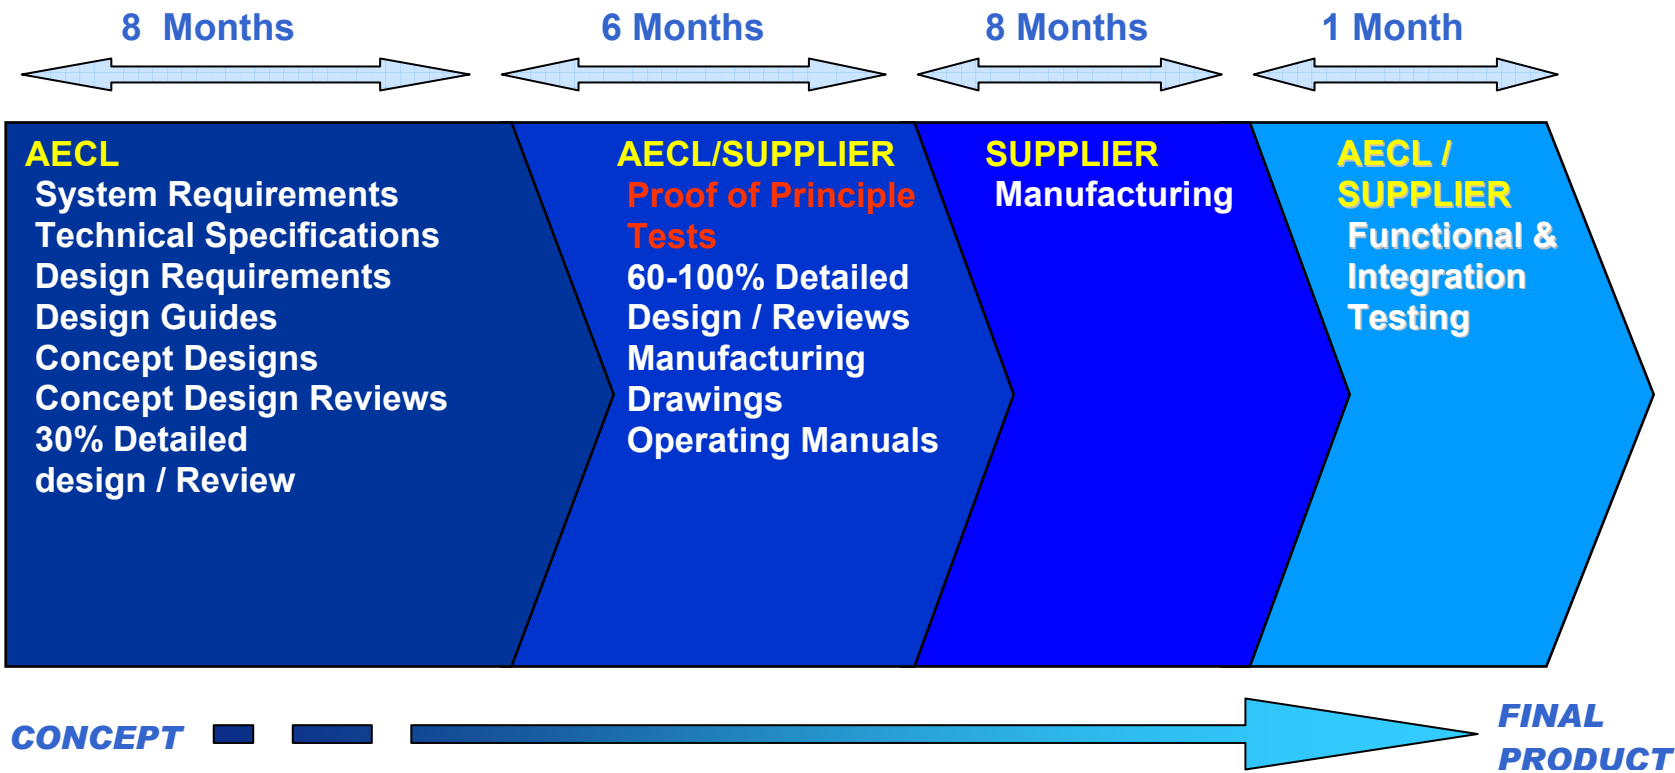 8 Months
6 Months
8 Months
1 Month
AECL
System Requirements
Technical Specifications
Design Requirements
Design Guides
Concept Designs
Concept Design Reviews
30% Detailed
design / Review
AECL/SUPPLIER
Proof of Principle
Tests
60-100% Detailed
Design / Reviews
Manufacturing
Drawings
Operating Manuals
SUPPLIER
Manufacturing
AECL /
SUPPLIER
Functional &
Integration
Testing
CONCEPT
FINAL
PRODUCT